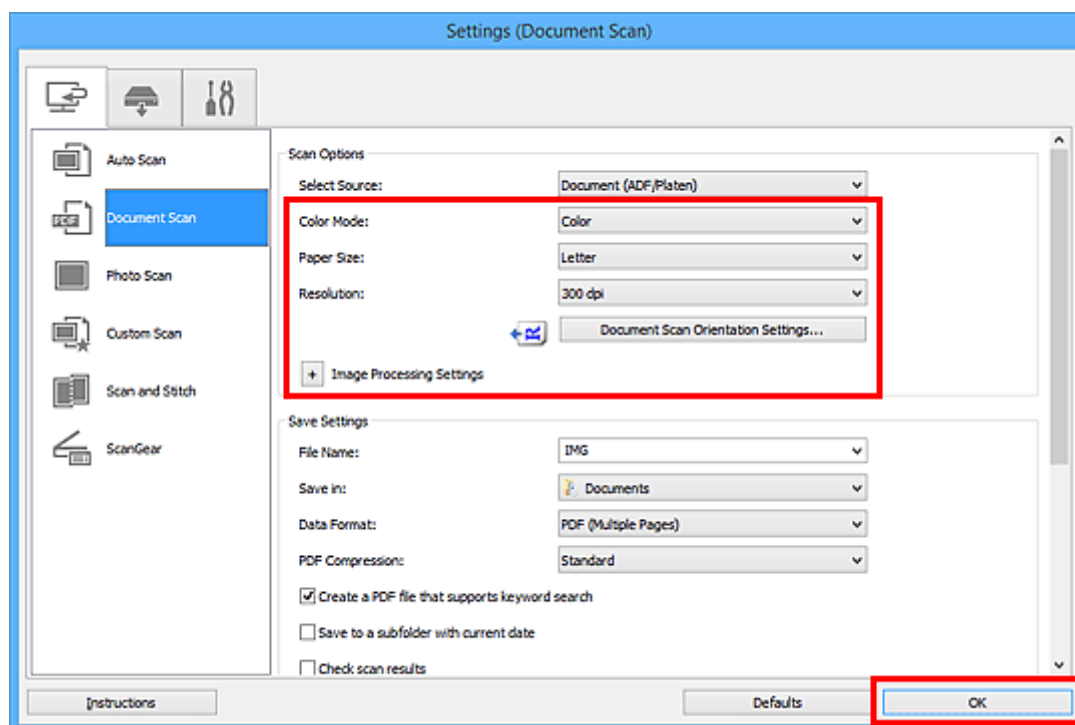 Settings (Document Scan)
Auto Scan
Document Scan
Photo Scan
Custom Scan
Scan and Stitch
ScanGear
Scan Options
Select Source: Document (ADF/Platen)
Color Mode: Color
Paper Size: Letter
Resolution: 300 dpi
Document Scan Orientation Settings...
+ Image Processing Settings
Save Settings
File Name: IMG
Save in: Documents
Data Format: PDF (Multiple Pages)
PDF Compression: Standard
Create a PDF file that supports keyword search
Save to a subfolder with current date
Check scan results
Instructions Defaults OK